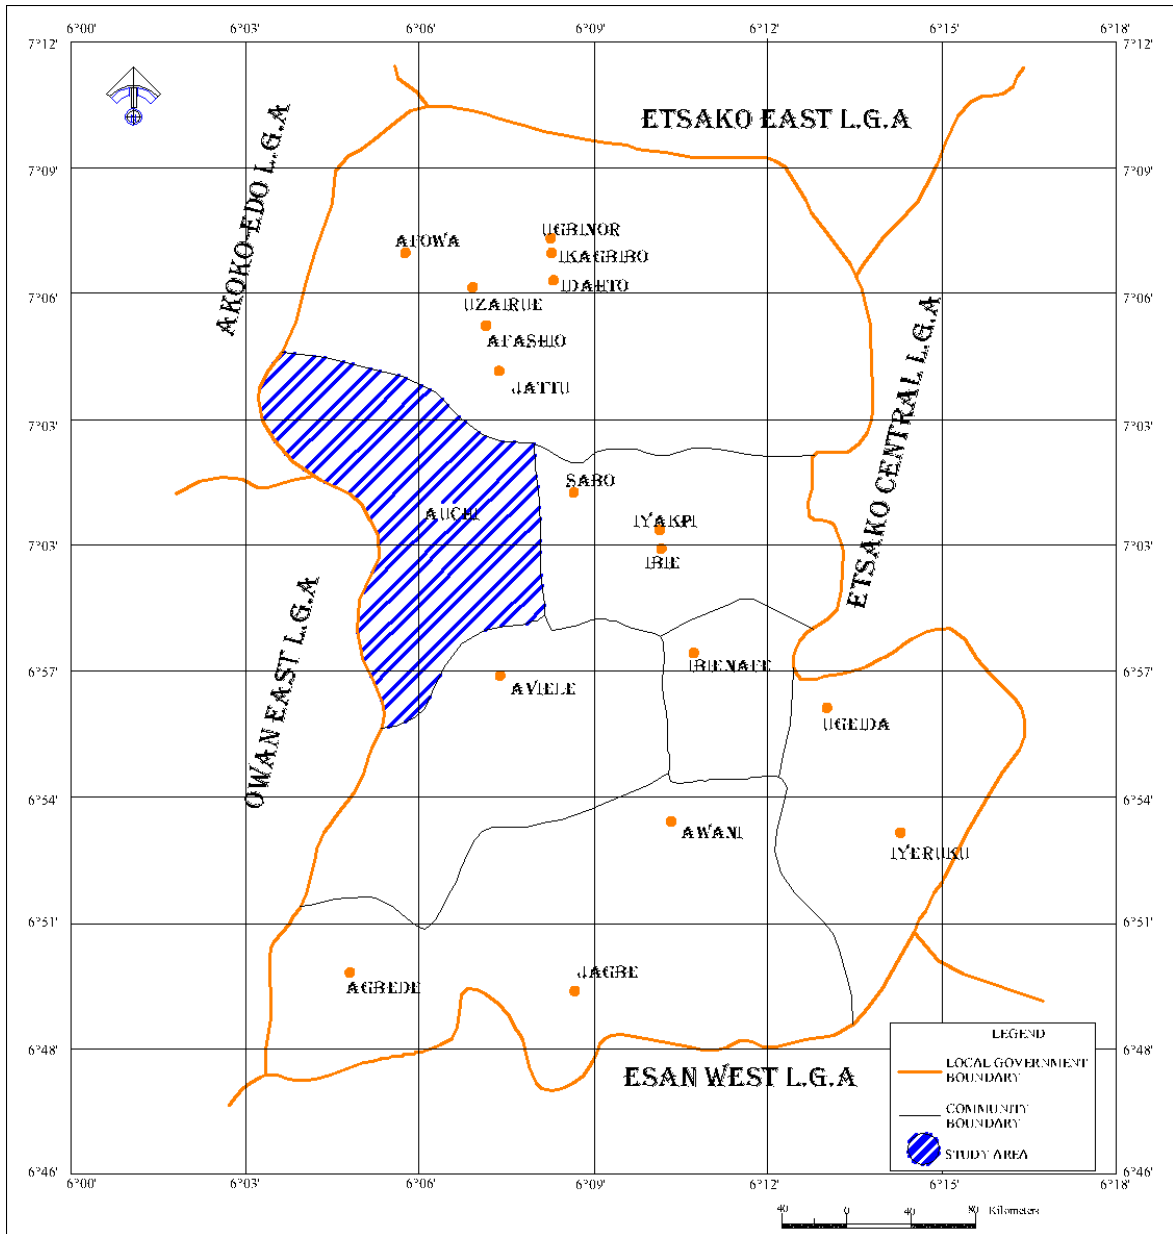 6°00' 6°03' 6°06' 6°09' 6°12' 6°15' 6°18'
7°12' 7°12'
ETSAKO EAST L.G.A
AKOKO-EDO L.G.A
7°09' 7°09'
UGBINOR
AFOWA
IKAGBIBO
IDAHTO
7°06' 7°06'
UZAIRUE
AFASHIO
JATTU
ETSAKO CENTRAL L.G.A
7°03' 7°03'
SABO
AUCHI
IYAKPI
7°03' 7°03'
IBIE
OWAN EAST L.G.A
IBIENAFE
6°57' 6°57'
AVIELE
UGEIDA
6°54' 6°54'
AWANI
IYERUKU
6°51' 6°51'
JAGBE
AGBEDE
6°48' 6°48'
ESAN WEST L.G.A
LEGEND
LOCAL GOVERNMENT
BOUNDARY
COMMUNITY
BOUNDARY
STUDY AREA
6°46' 6°46'
6°00' 6°03' 6°06' 6°09' 6°12' 6°15' 6°18'
40 0 40 80 Kilometers